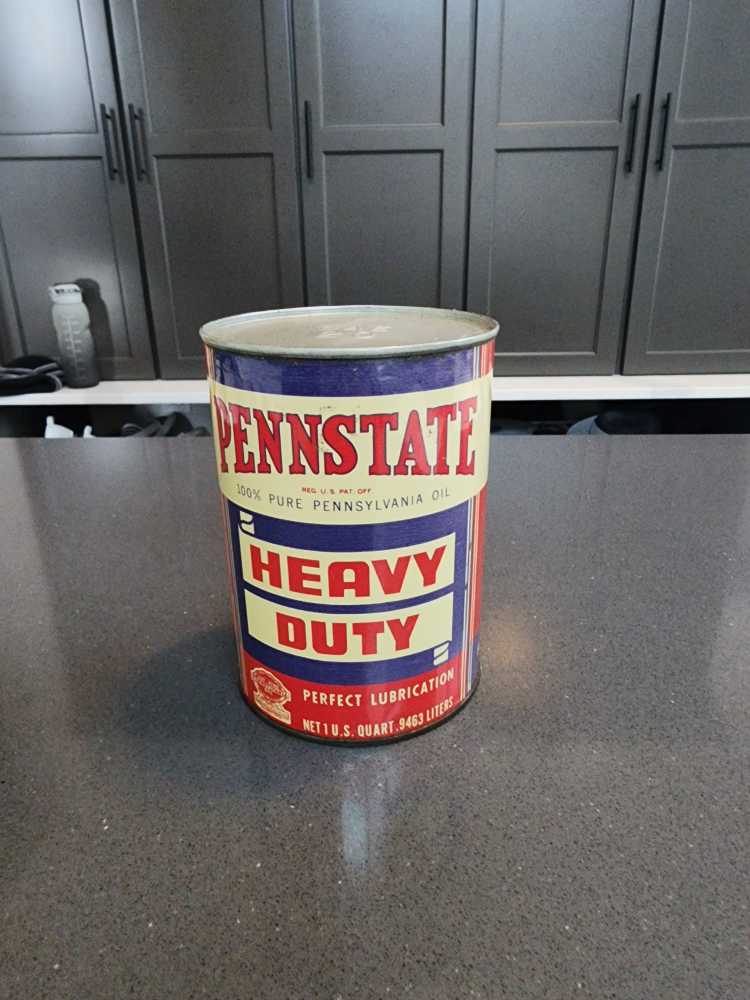 PENNSTATE
REG. U.S. PAT. OFF.
100% PURE PENNSYLVANIA OIL
HEAVY
DUTY
PERFECT LUBRICATION
NET 1 U.S. QUART .9463 LITERS